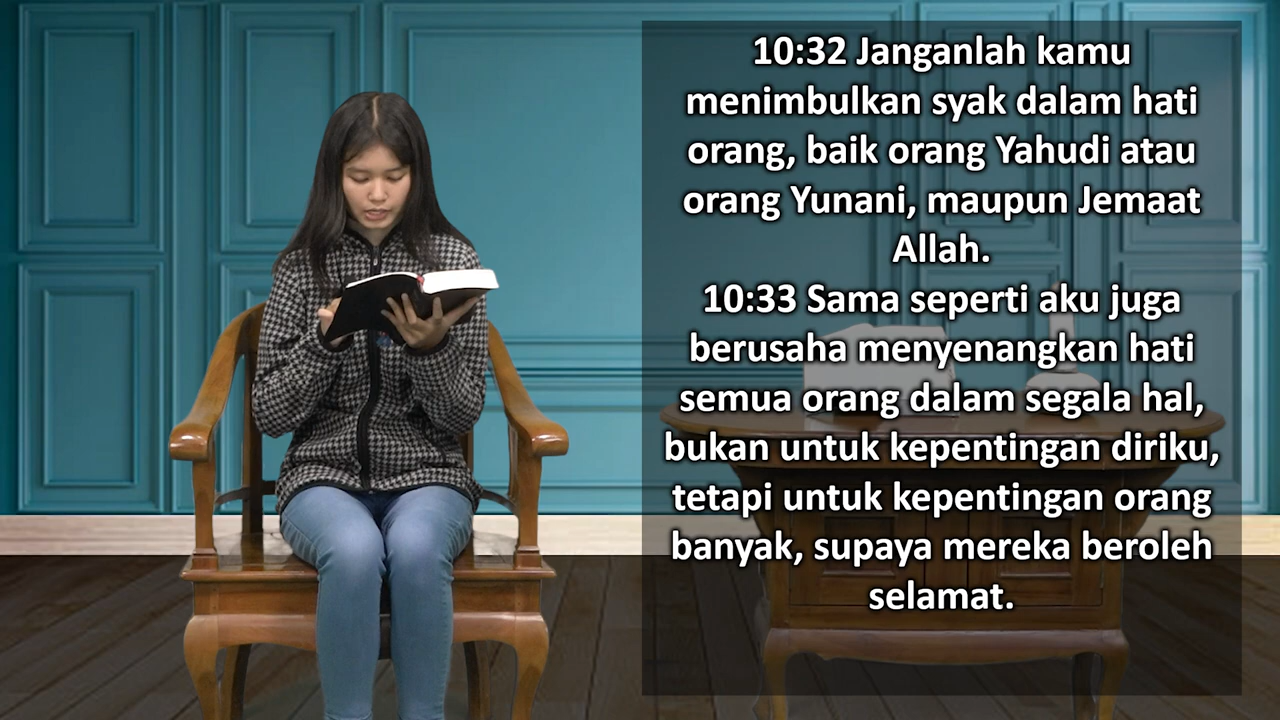 10:32 Janganlah kamu
menimbulkan syak dalam hati
orang, baik orang Yahudi atau
orang Yunani, maupun Jemaat
Allah.
10:33 Sama seperti aku juga
berusaha menyenangkan hati
semua orang dalam segala hal,
bukan untuk kepentingan diriku,
tetapi untuk kepentingan orang
banyak, supaya mereka beroleh
selamat.